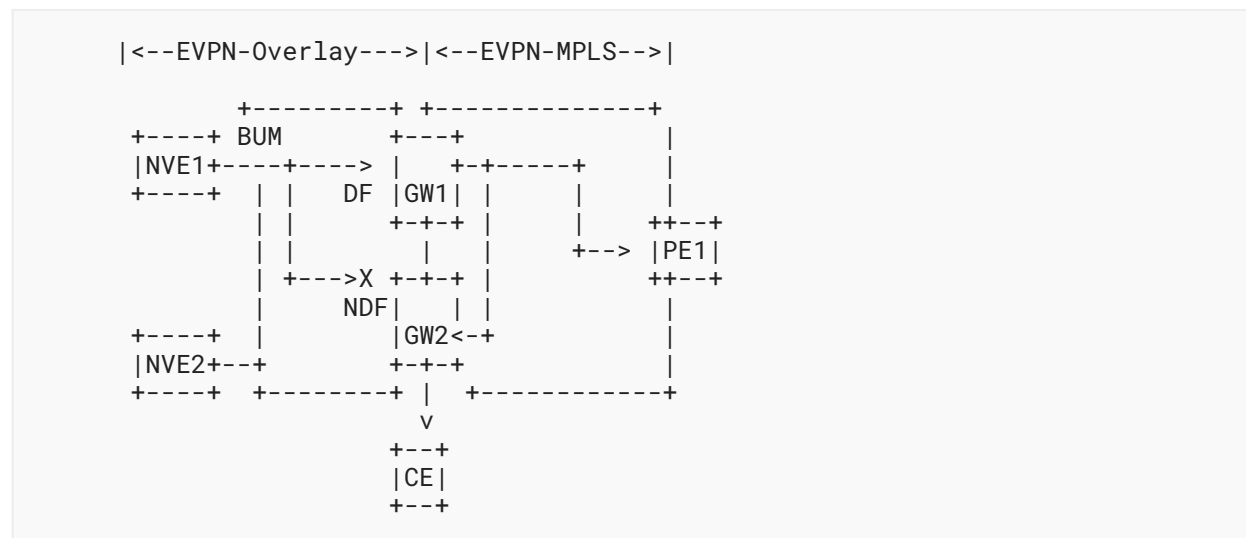 |<--EVPN-Overlay--->|<--EVPN-MPLS-->|
BUM
NVE1
DF GW1
PE1
X
NDF
GW2
NVE2
v
CE